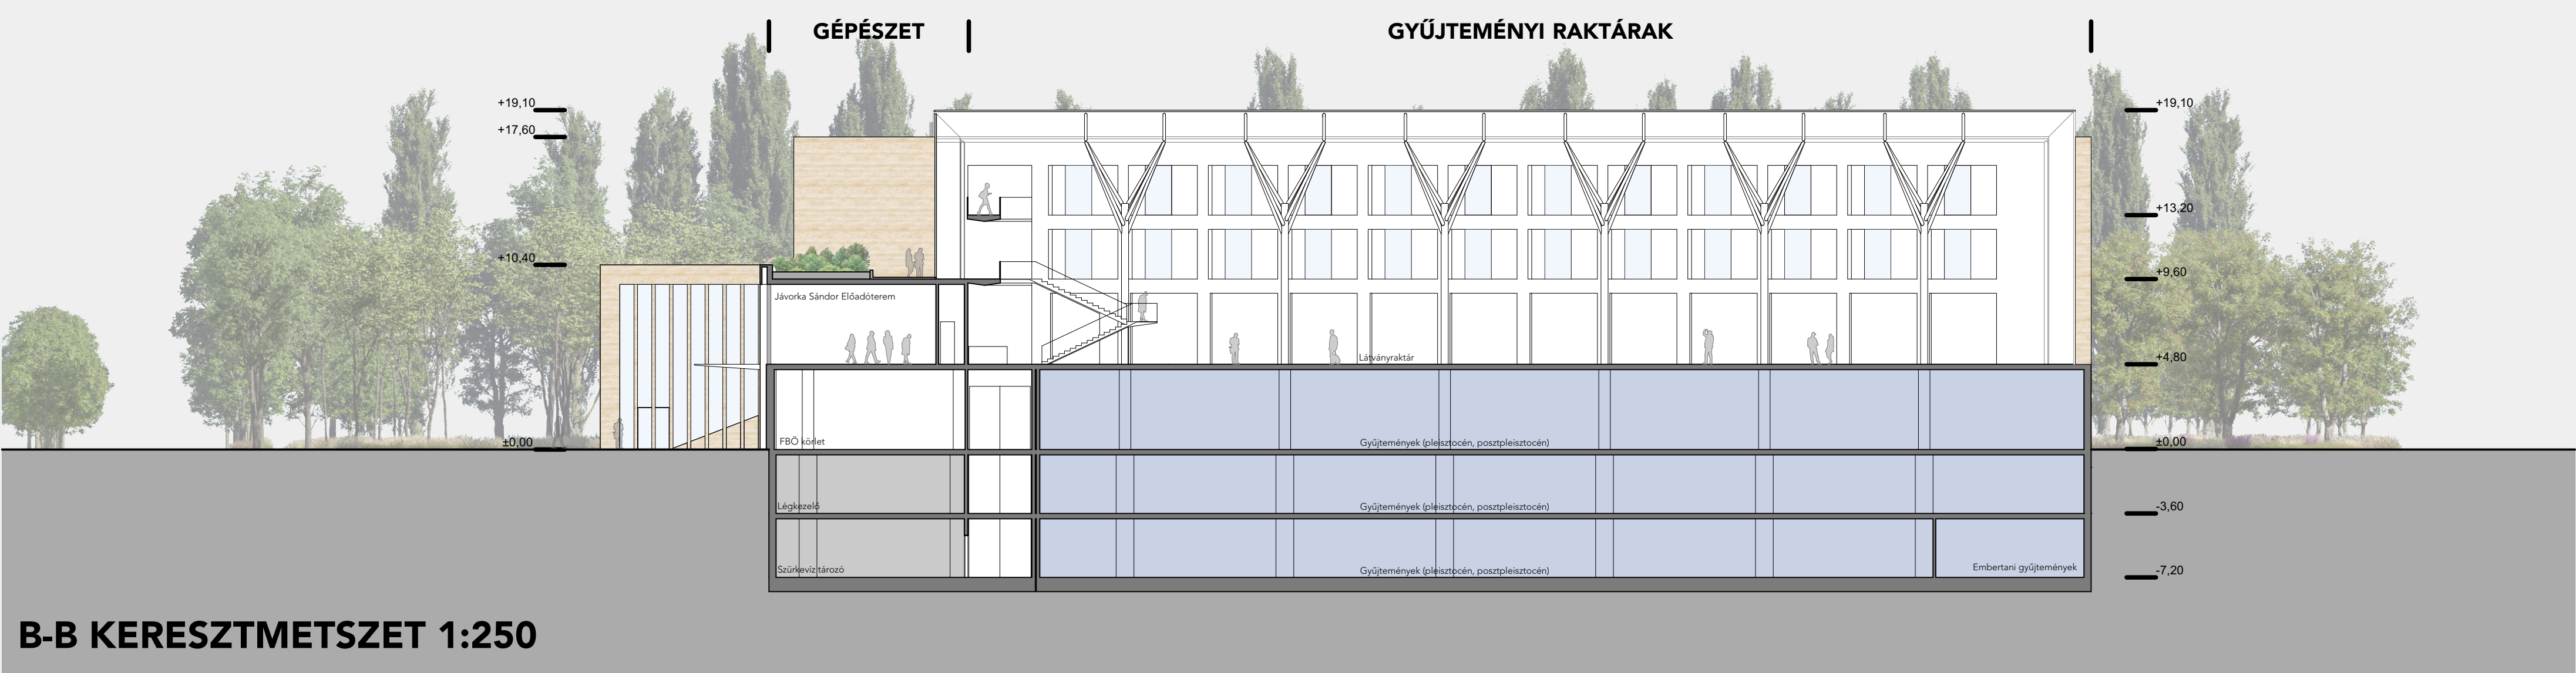 GÉPÉSZET
GYŰJTEMÉNYI RAKTÁRAK
+19,10
+19,10
+17,60
+13,20
+10,40
+9,60
Jávorka Sándor Előadóterem
Látványraktár
+4,80
±0,00
FBÖ körlet
Gyűjtemények (pleisztocén, posztpleisztocén)
±0,00
Légkezelő
Gyűjtemények (pleisztocén, posztpleisztocén)
-3,60
Szürkevíz tározó
Gyűjtemények (pleisztocén, posztpleisztocén)
Embertani gyűjtemények
-7,20
B-B KERESZTMETSZET 1:250